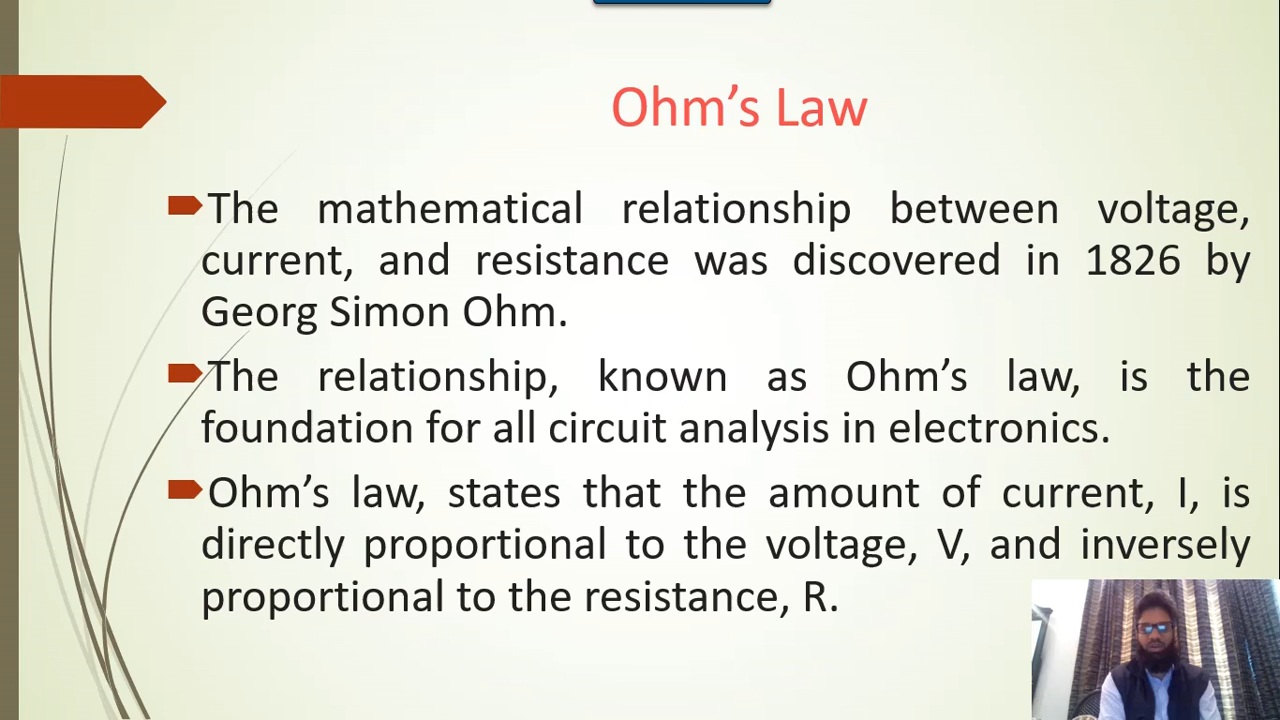 Ohm’s Law
The mathematical relationship between voltage,
current, and resistance was discovered in 1826 by
Georg Simon Ohm.
The relationship, known as Ohm’s law, is the
foundation for all circuit analysis in electronics.
Ohm’s law, states that the amount of current, I, is
directly proportional to the voltage, V, and inversely
proportional to the resistance, R.